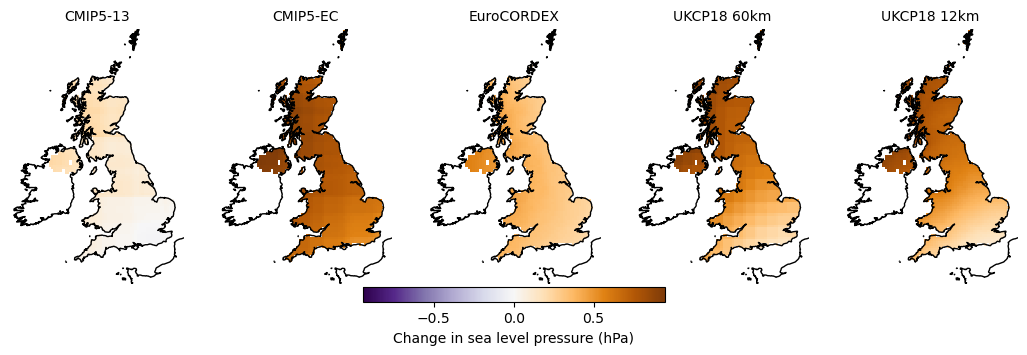 CMIP5-13 CMIP5-EC EuroCORDEX UKCP18 60km UKCP18 12km
−0.5 0.0 0.5
Change in sea level pressure (hPa)